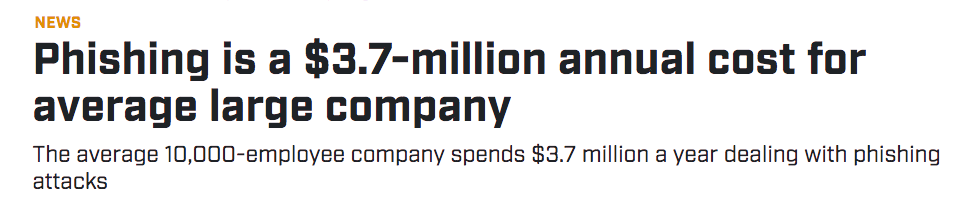 NEWS
Phishing is a $3.7-million annual cost for
average large company
The average 10,000-employee company spends $3.7 million a year dealing with phishing
attacks